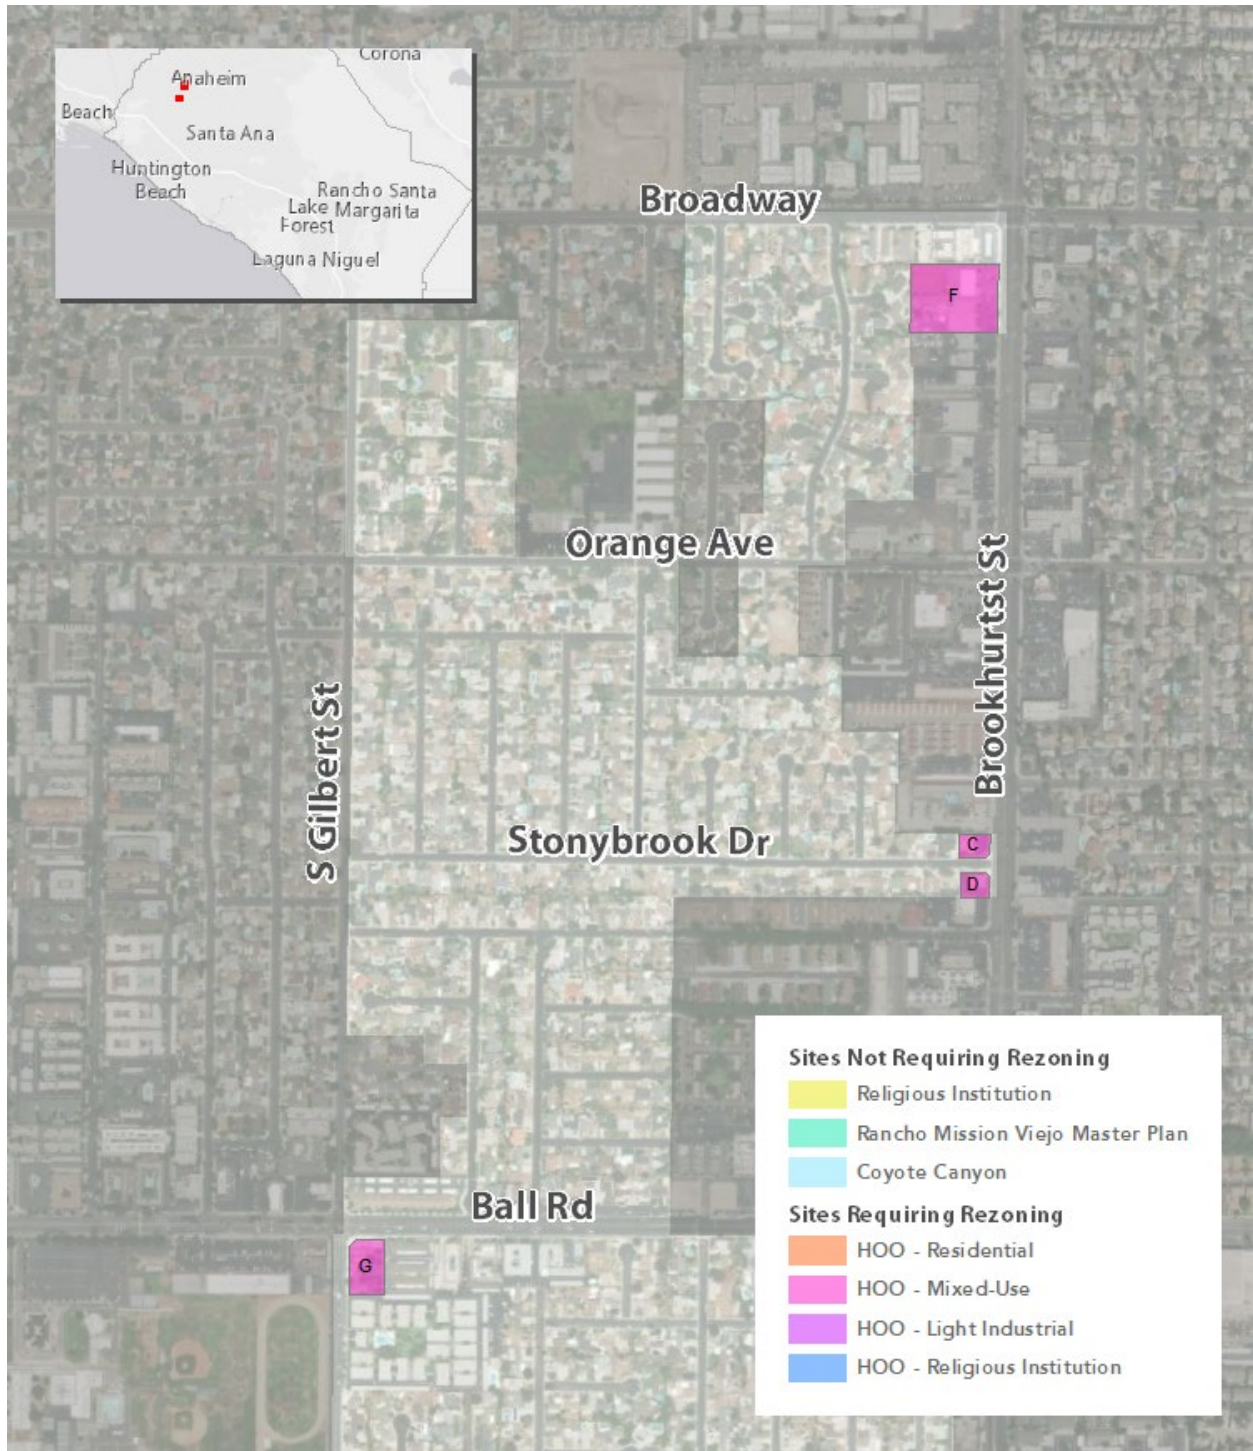 Corona
Anaheim
Beach
Santa Ana
Huntington
Beach
Rancho Santa
Lake Margarita
Forest
Laguna Niguel
Broadway
F
Orange Ave
Brookhurtst St
S Gilbert St
Stonybrook Dr
C
D
Ball Rd
G
Sites Not Requiring Rezoning
Religious Institution
Rancho Mission Viejo Master Plan
Coyote Canyon
Sites Requiring Rezoning
HOO - Residential
HOO - Mixed-Use
HOO - Light Industrial
HOO - Religious Institution